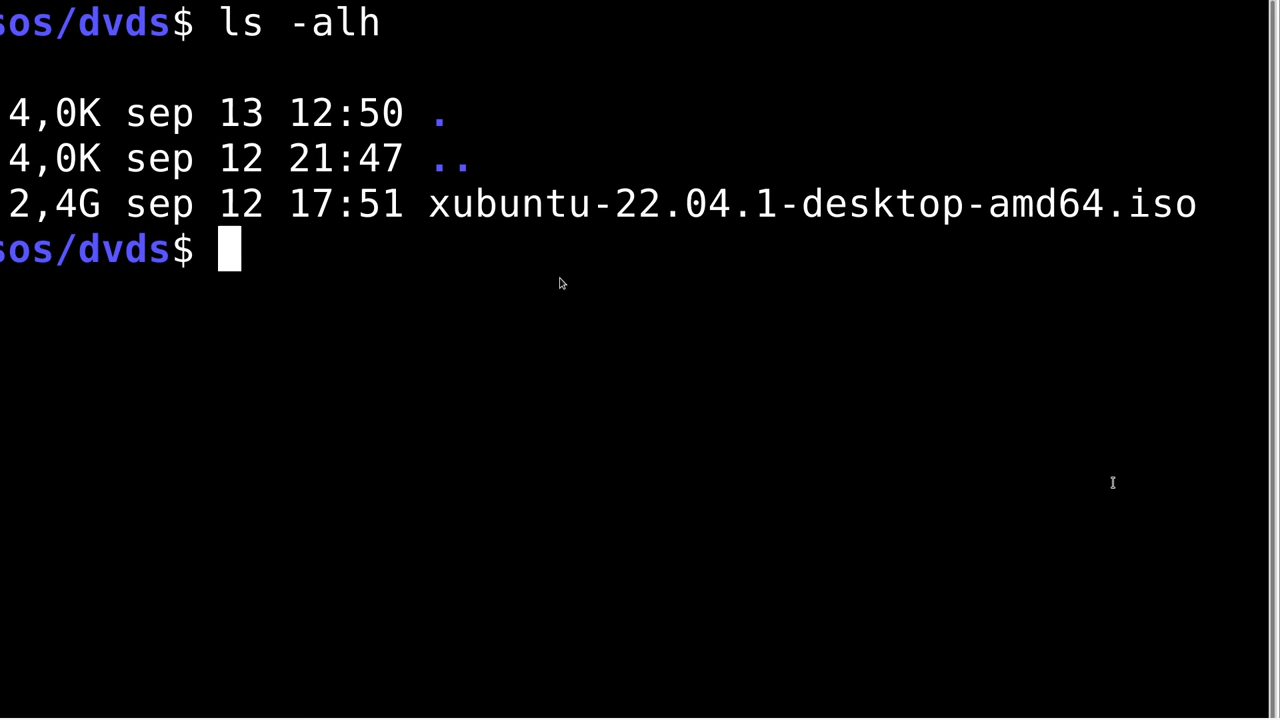 sos/dvds$ ls -alh
4,0K sep 13 12:50 .
4,0K sep 12 21:47 ..
2,4G sep 12 17:51 xubuntu-22.04.1-desktop-amd64.iso
sos/dvds$